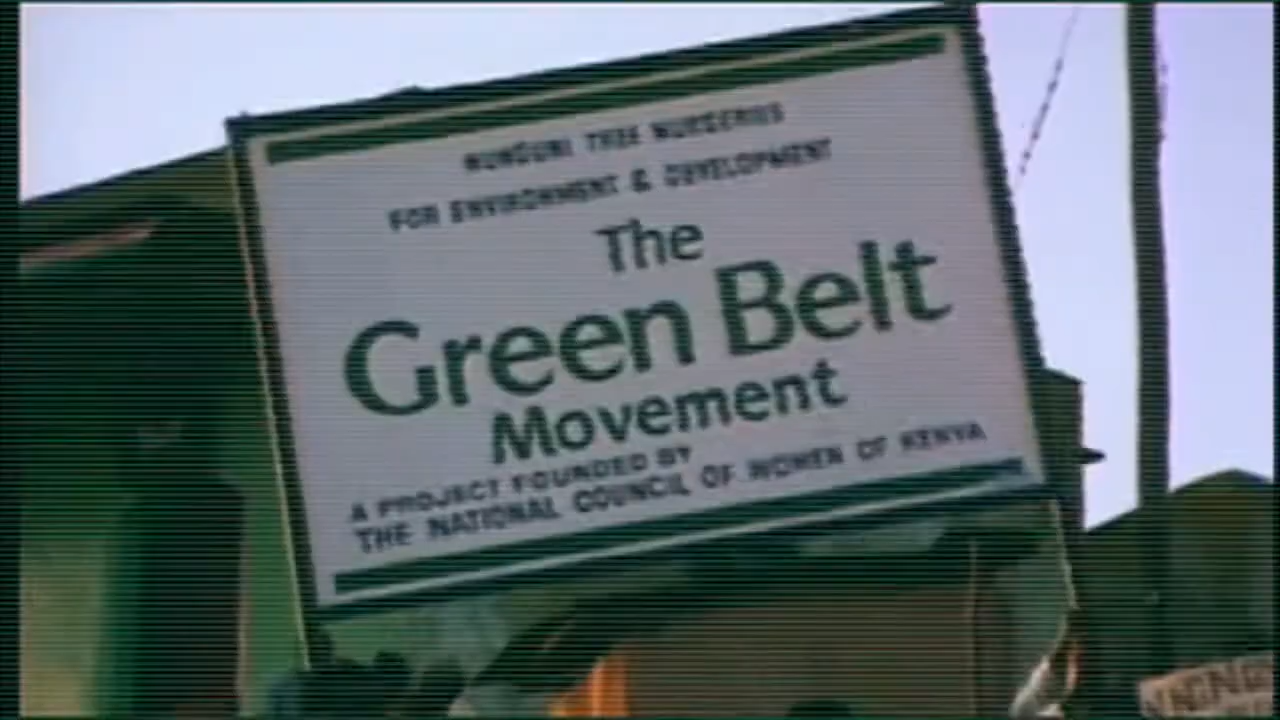 TREE NURSERIES
FOR ENVIRONMENT & DEVELOPMENT
The
Green Belt
Movement
A PROJECT FOUNDED BY
THE NATIONAL COUNCIL OF WOMEN OF KENYA